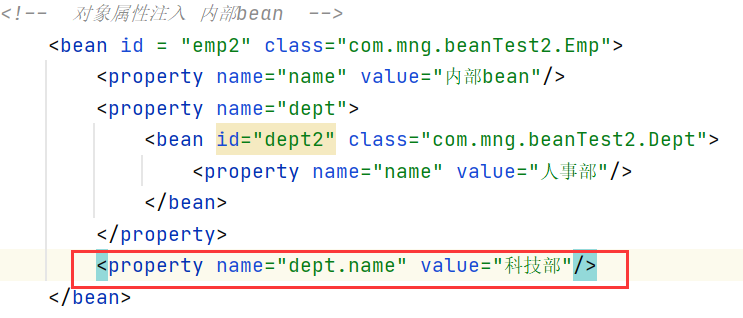 <!--  对象属性注入 内部bean  -->
<bean id = "emp2" class="com.mng.beanTest2.Emp">
<property name="name" value="内部bean"/>
<property name="dept">
<bean id="dept2" class="com.mng.beanTest2.Dept">
<property name="name" value="人事部"/>
</bean>
</property>
<property name="dept.name" value="科技部"/>
</bean>